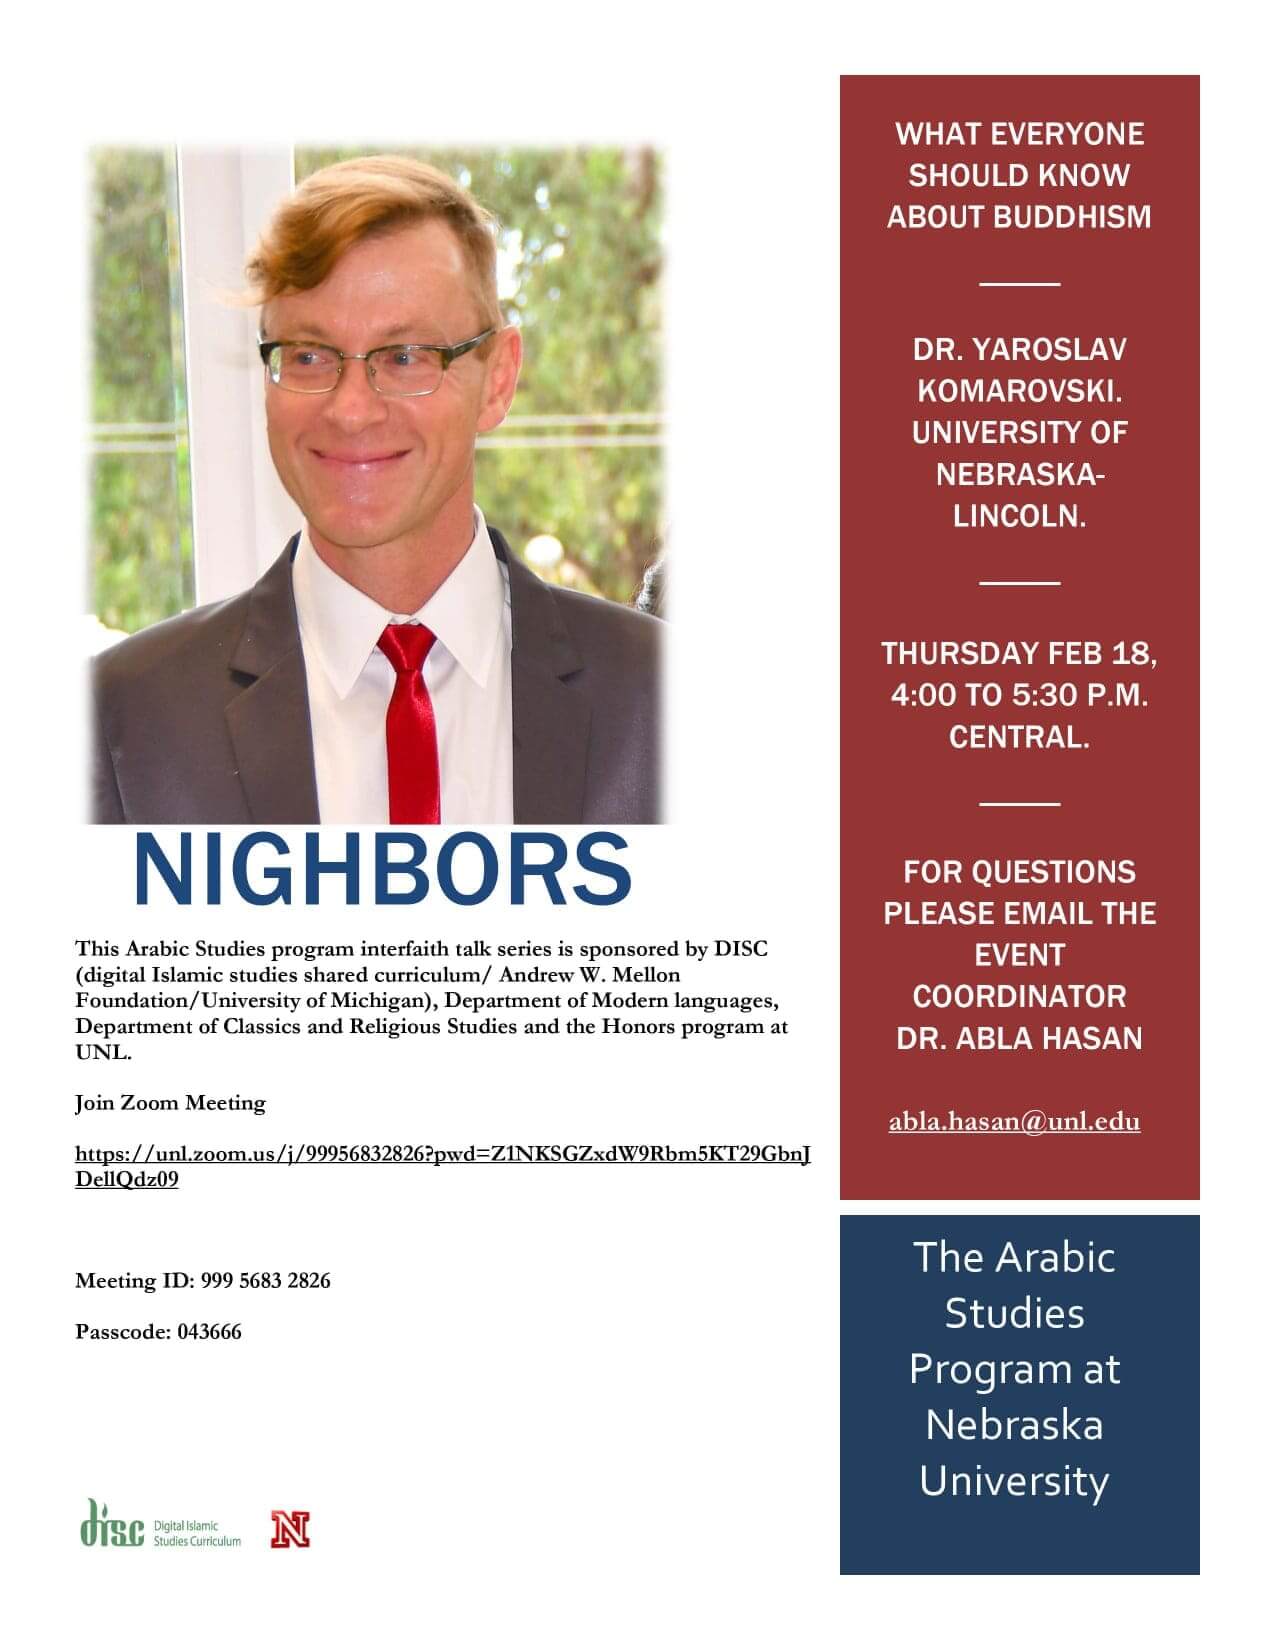 WHAT EVERYONE
SHOULD KNOW
ABOUT BUDDHISM
DR. YAROSLAV
KOMAROVSKI.
UNIVERSITY OF
NEBRASKA-
LINCOLN.
THURSDAY FEB 18,
4:00 TO 5:30 P.M.
CENTRAL.
FOR QUESTIONS
PLEASE EMAIL THE
EVENT
COORDINATOR
DR. ABLA HASAN
abla.hasan@unl.edu
NIGHBORS
This Arabic Studies program interfaith talk series is sponsored by DISC
(digital Islamic studies shared curriculum/ Andrew W. Mellon
Foundation/University of Michigan), Department of Modern languages,
Department of Classics and Religious Studies and the Honors program at
UNL.
Join Zoom Meeting
https://unl.zoom.us/j/99956832826?pwd=Z1NKSGZxdW9Rbm5KT29GbnJ
DellQdz09
Meeting ID: 999 5683 2826
Passcode: 043666
The Arabic
Studies
Program at
Nebraska
University
disc Digital Islamic
Studies Curriculum
N